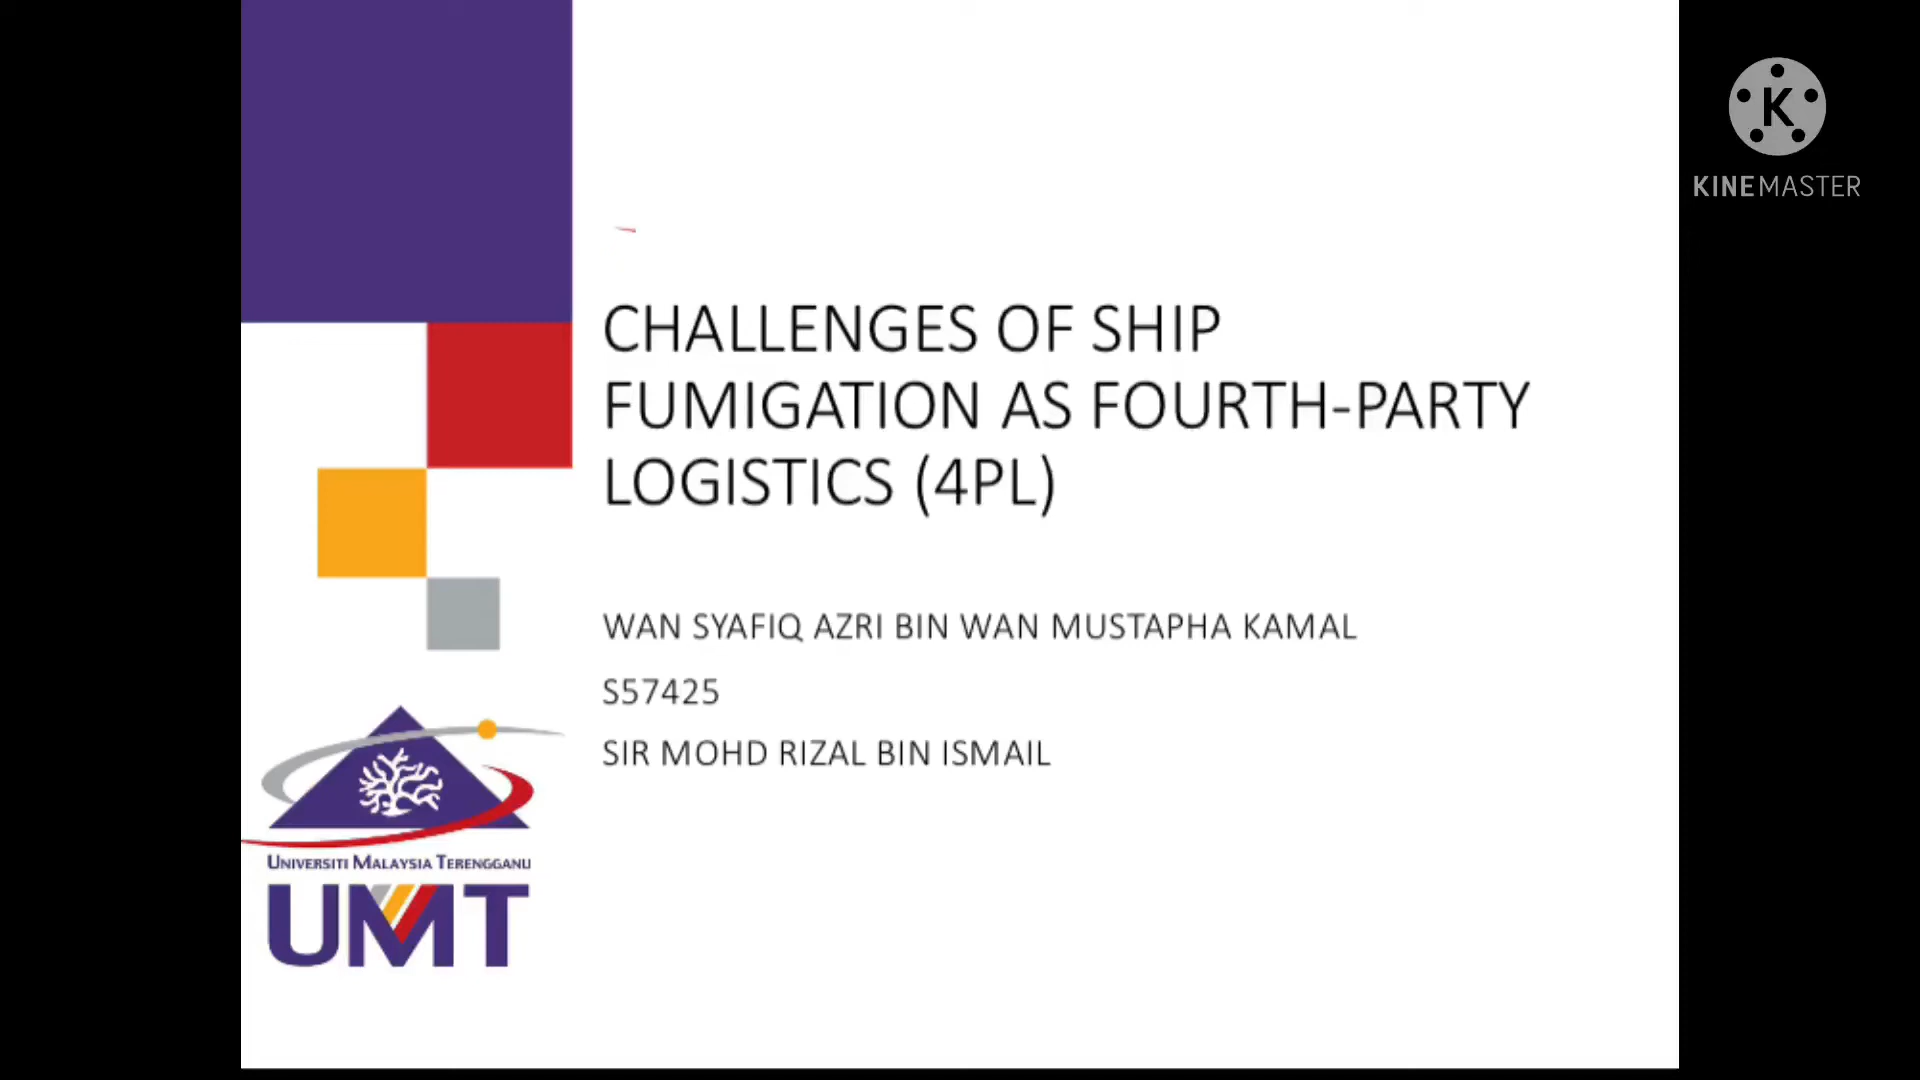 K
KINEMASTER
CHALLENGES OF SHIP
FUMIGATION AS FOURTH-PARTY
LOGISTICS (4PL)
WAN SYAFIQ AZRI BIN WAN MUSTAPHA KAMAL
S57425
SIR MOHD RIZAL BIN ISMAIL
UNIVERSITI MALAYSIA TERENGGANU
UMT